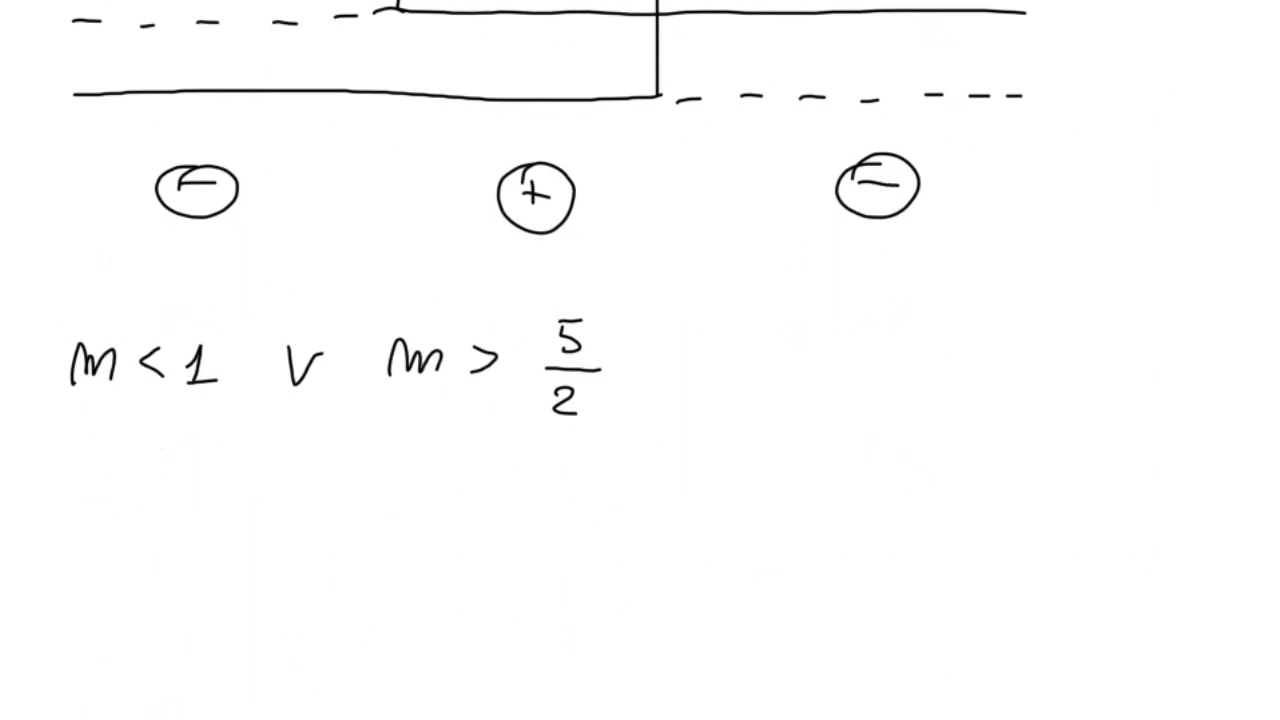 − + −
m < 1 v m > 5/2